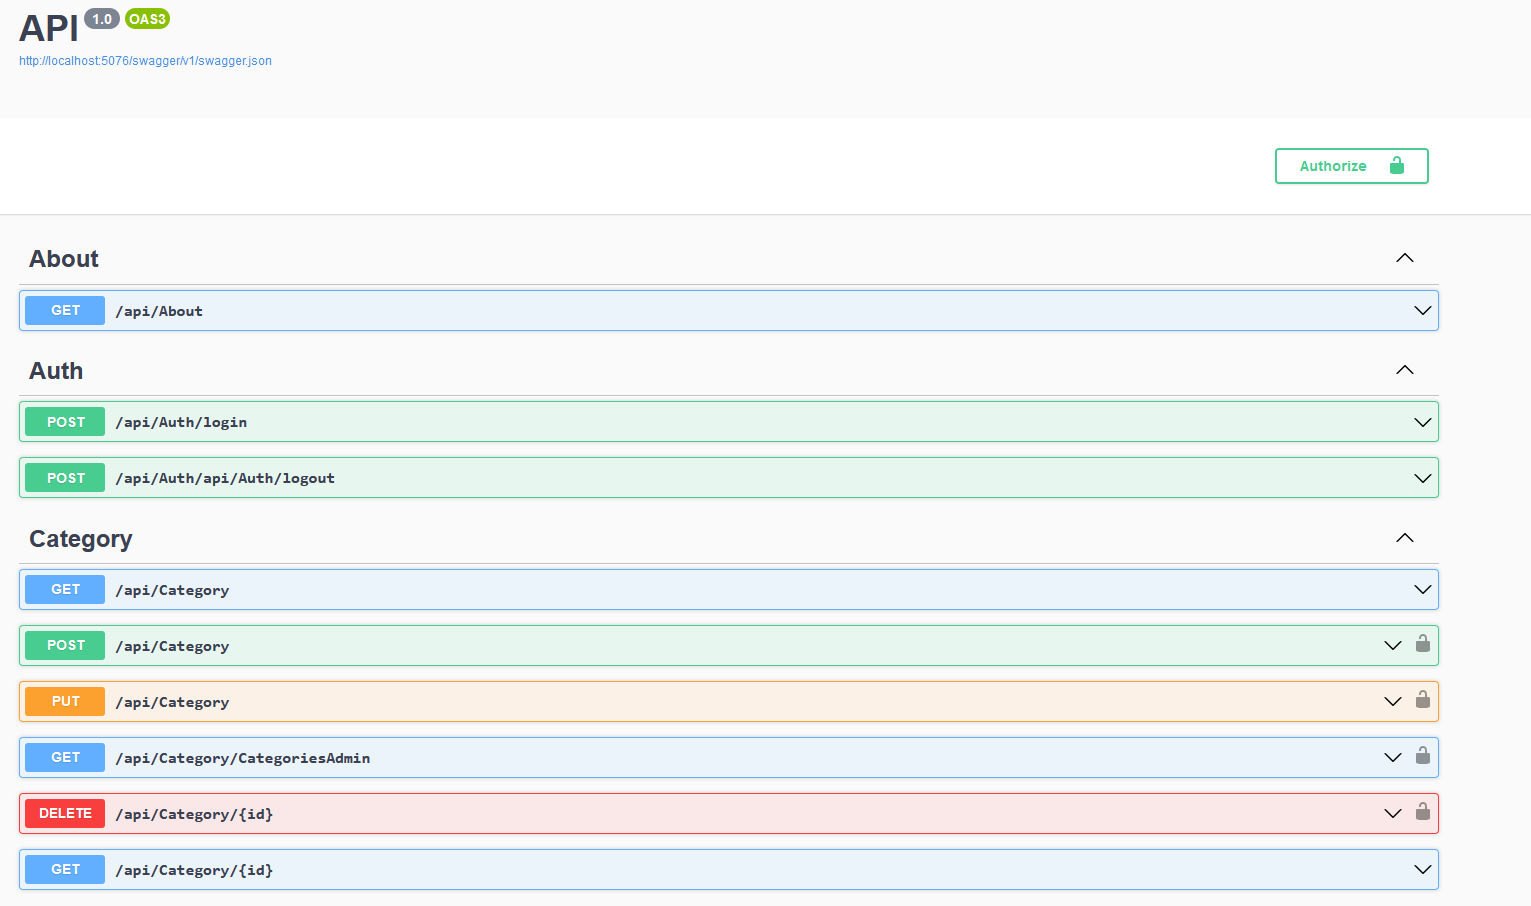 API 1.0 OAS3
http://localhost:5076/swagger/v1/swagger.json
Authorize
About
GET /api/About
Auth
POST /api/Auth/login
POST /api/Auth/api/Auth/logout
Category
GET /api/Category
POST /api/Category
PUT /api/Category
GET /api/Category/CategoriesAdmin
DELETE /api/Category/{id}
GET /api/Category/{id}